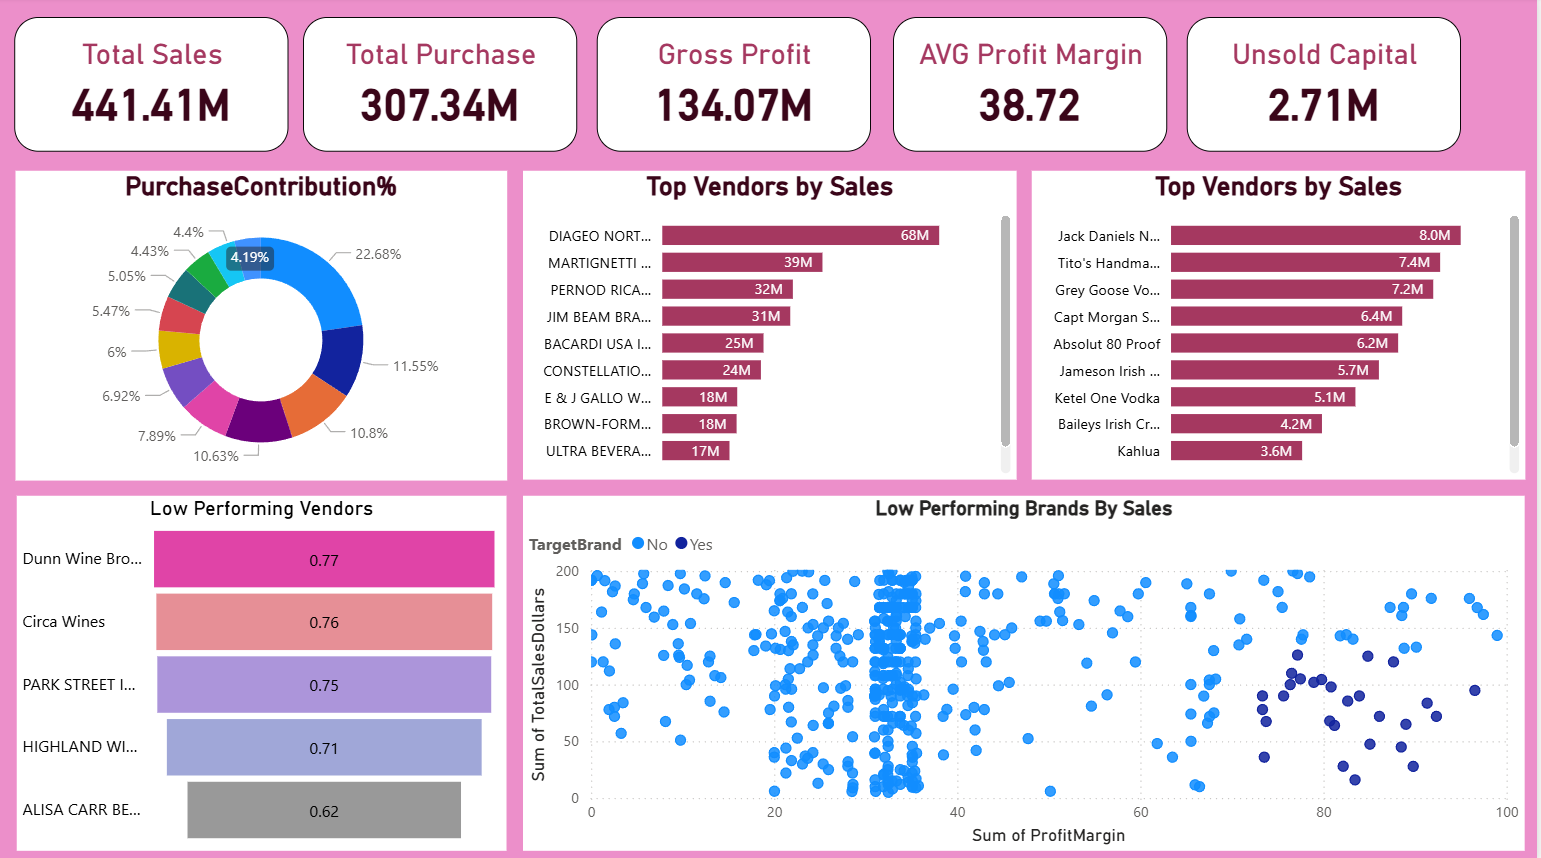 Total Sales
441.41M
Total Purchase
307.34M
Gross Profit
134.07M
AVG Profit Margin
38.72
Unsold Capital
2.71M
PurchaseContribution%
22.68%
11.55%
10.8%
10.63%
7.89%
6.92%
6%
5.47%
5.05%
4.43%
4.4%
4.19%
Top Vendors by Sales
DIAGEO NORT... 68M
MARTIGNETTI ... 39M
PERNOD RICA... 32M
JIM BEAM BRA... 31M
BACARDI USA I... 25M
CONSTELLATIO... 24M
E & J GALLO W... 18M
BROWN-FORM... 18M
ULTRA BEVERA... 17M
Top Vendors by Sales
Jack Daniels N... 8.0M
Tito's Handma... 7.4M
Grey Goose Vo... 7.2M
Capt Morgan S... 6.4M
Absolut 80 Proof 6.2M
Jameson Irish ... 5.7M
Ketel One Vodka 5.1M
Baileys Irish Cr... 4.2M
Kahlua 3.6M
Low Performing Vendors
Dunn Wine Bro... 0.77
Circa Wines 0.76
PARK STREET I... 0.75
HIGHLAND WI... 0.71
ALISA CARR BE... 0.62
Low Performing Brands By Sales
TargetBrand No Yes
Sum of TotalSalesDollars
200
150
100
50
0
0 20 40 60 80 100
Sum of ProfitMargin